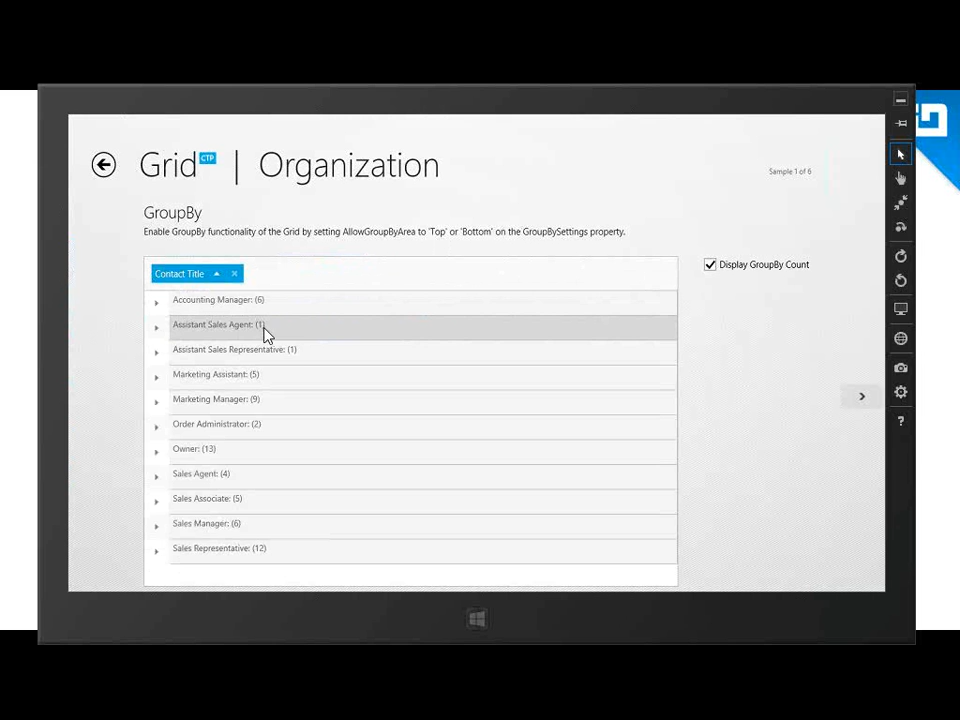 Grid CTP | Organization
Sample 1 of 6
GroupBy
Enable GroupBy functionality of the Grid by setting AllowGroupByArea to 'Top' or 'Bottom' on the GroupBySettings property.
Contact Title
Display GroupBy Count
Accounting Manager: (6)
Assistant Sales Agent: (1)
Assistant Sales Representative: (1)
Marketing Assistant: (5)
Marketing Manager: (9)
Order Administrator: (2)
Owner: (13)
Sales Agent: (4)
Sales Associate: (5)
Sales Manager: (6)
Sales Representative: (12)
?